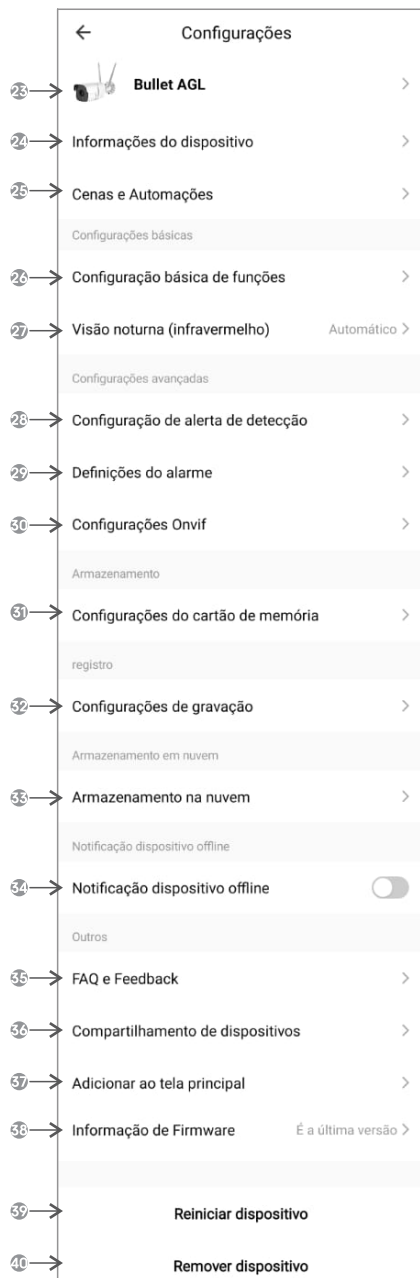 Configurações
23 Bullet AGL
24 Informações do dispositivo
25 Cenas e Automações
Configurações básicas
26 Configuração básica de funções
27 Visão noturna (infravermelho) Automático
Configurações avançadas
28 Configuração de alerta de detecção
29 Definições do alarme
30 Configurações Onvif
Armazenamento
31 Configurações do cartão de memória
registro
32 Configurações de gravação
Armazenamento em nuvem
33 Armazenamento na nuvem
Notificação dispositivo offline
34 Notificação dispositivo offline
Outros
35 FAQ e Feedback
36 Compartilhamento de dispositivos
37 Adicionar ao tela principal
38 Informação de Firmware É a última versão
39 Reiniciar dispositivo
40 Remover dispositivo